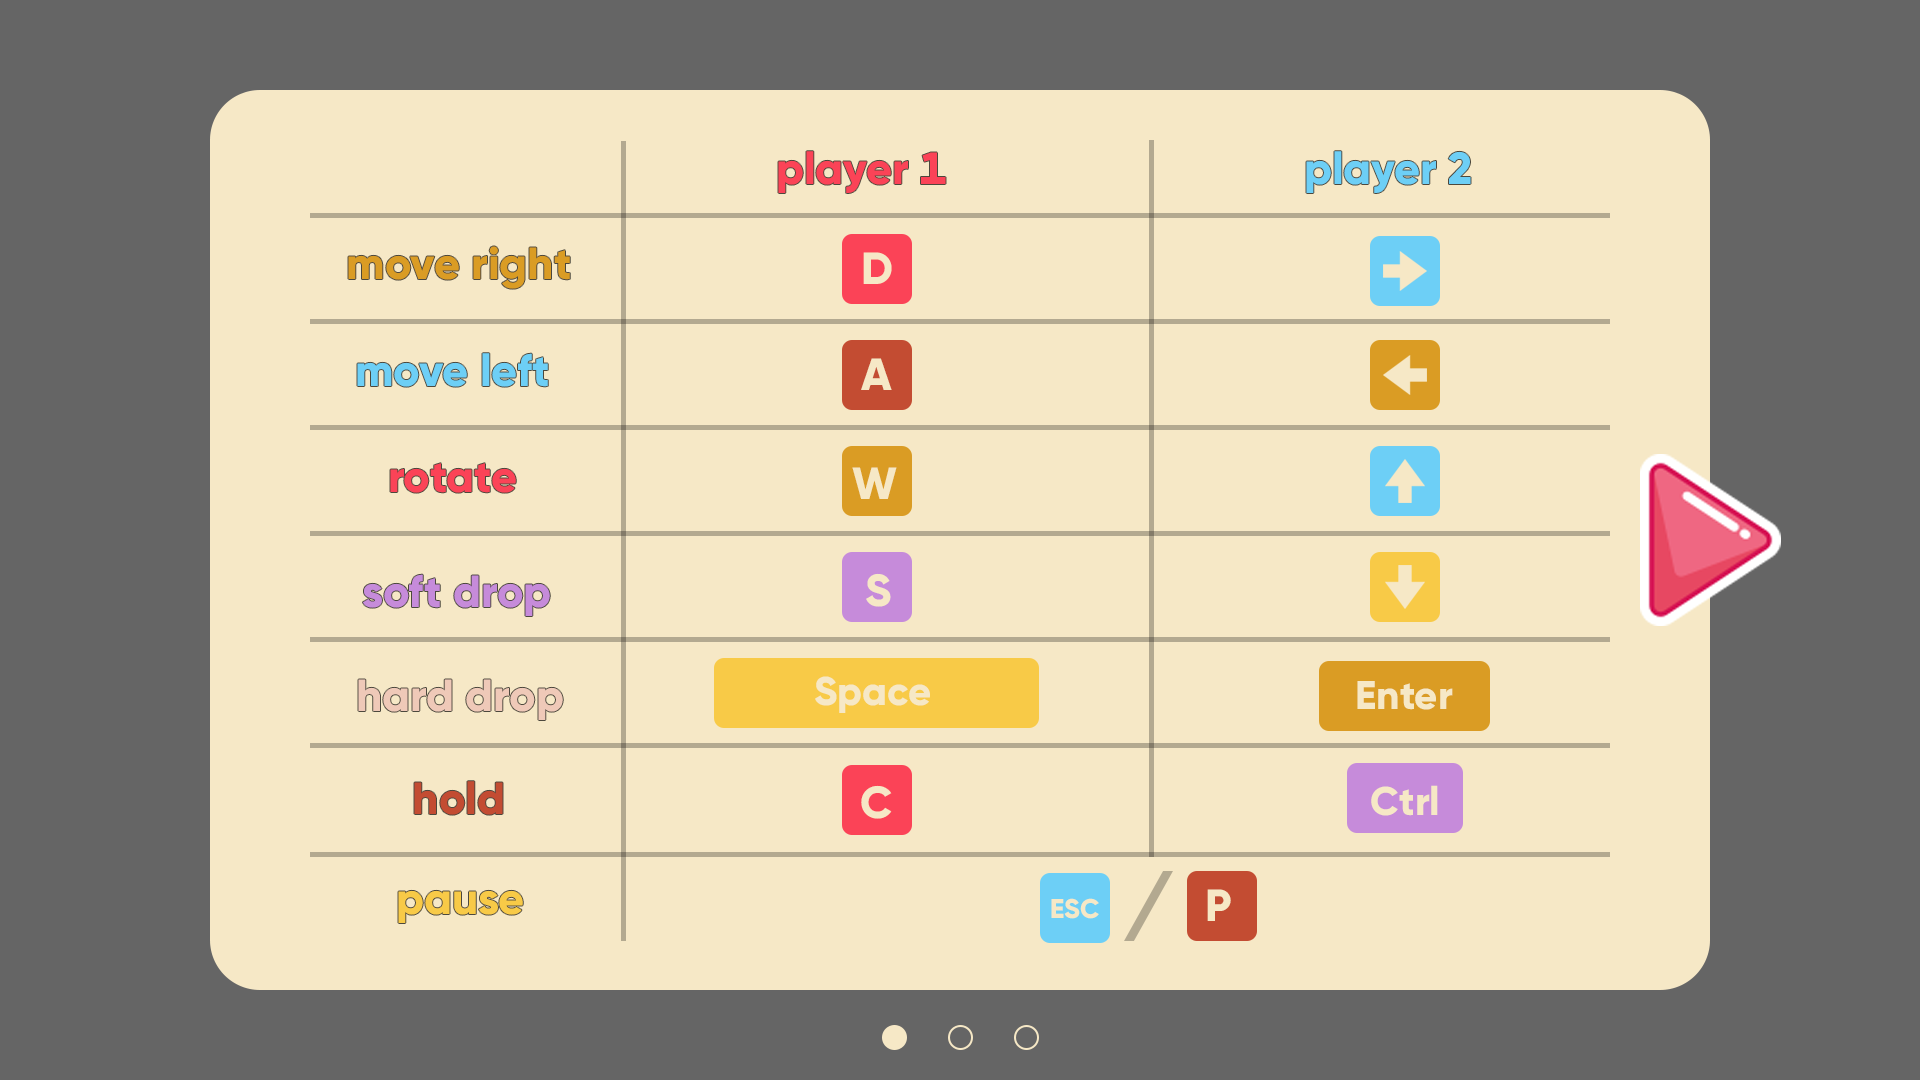 player 1 player 2
move right D
move left A
rotate W
soft drop S
hard drop Space Enter
hold C Ctrl
pause ESC / P